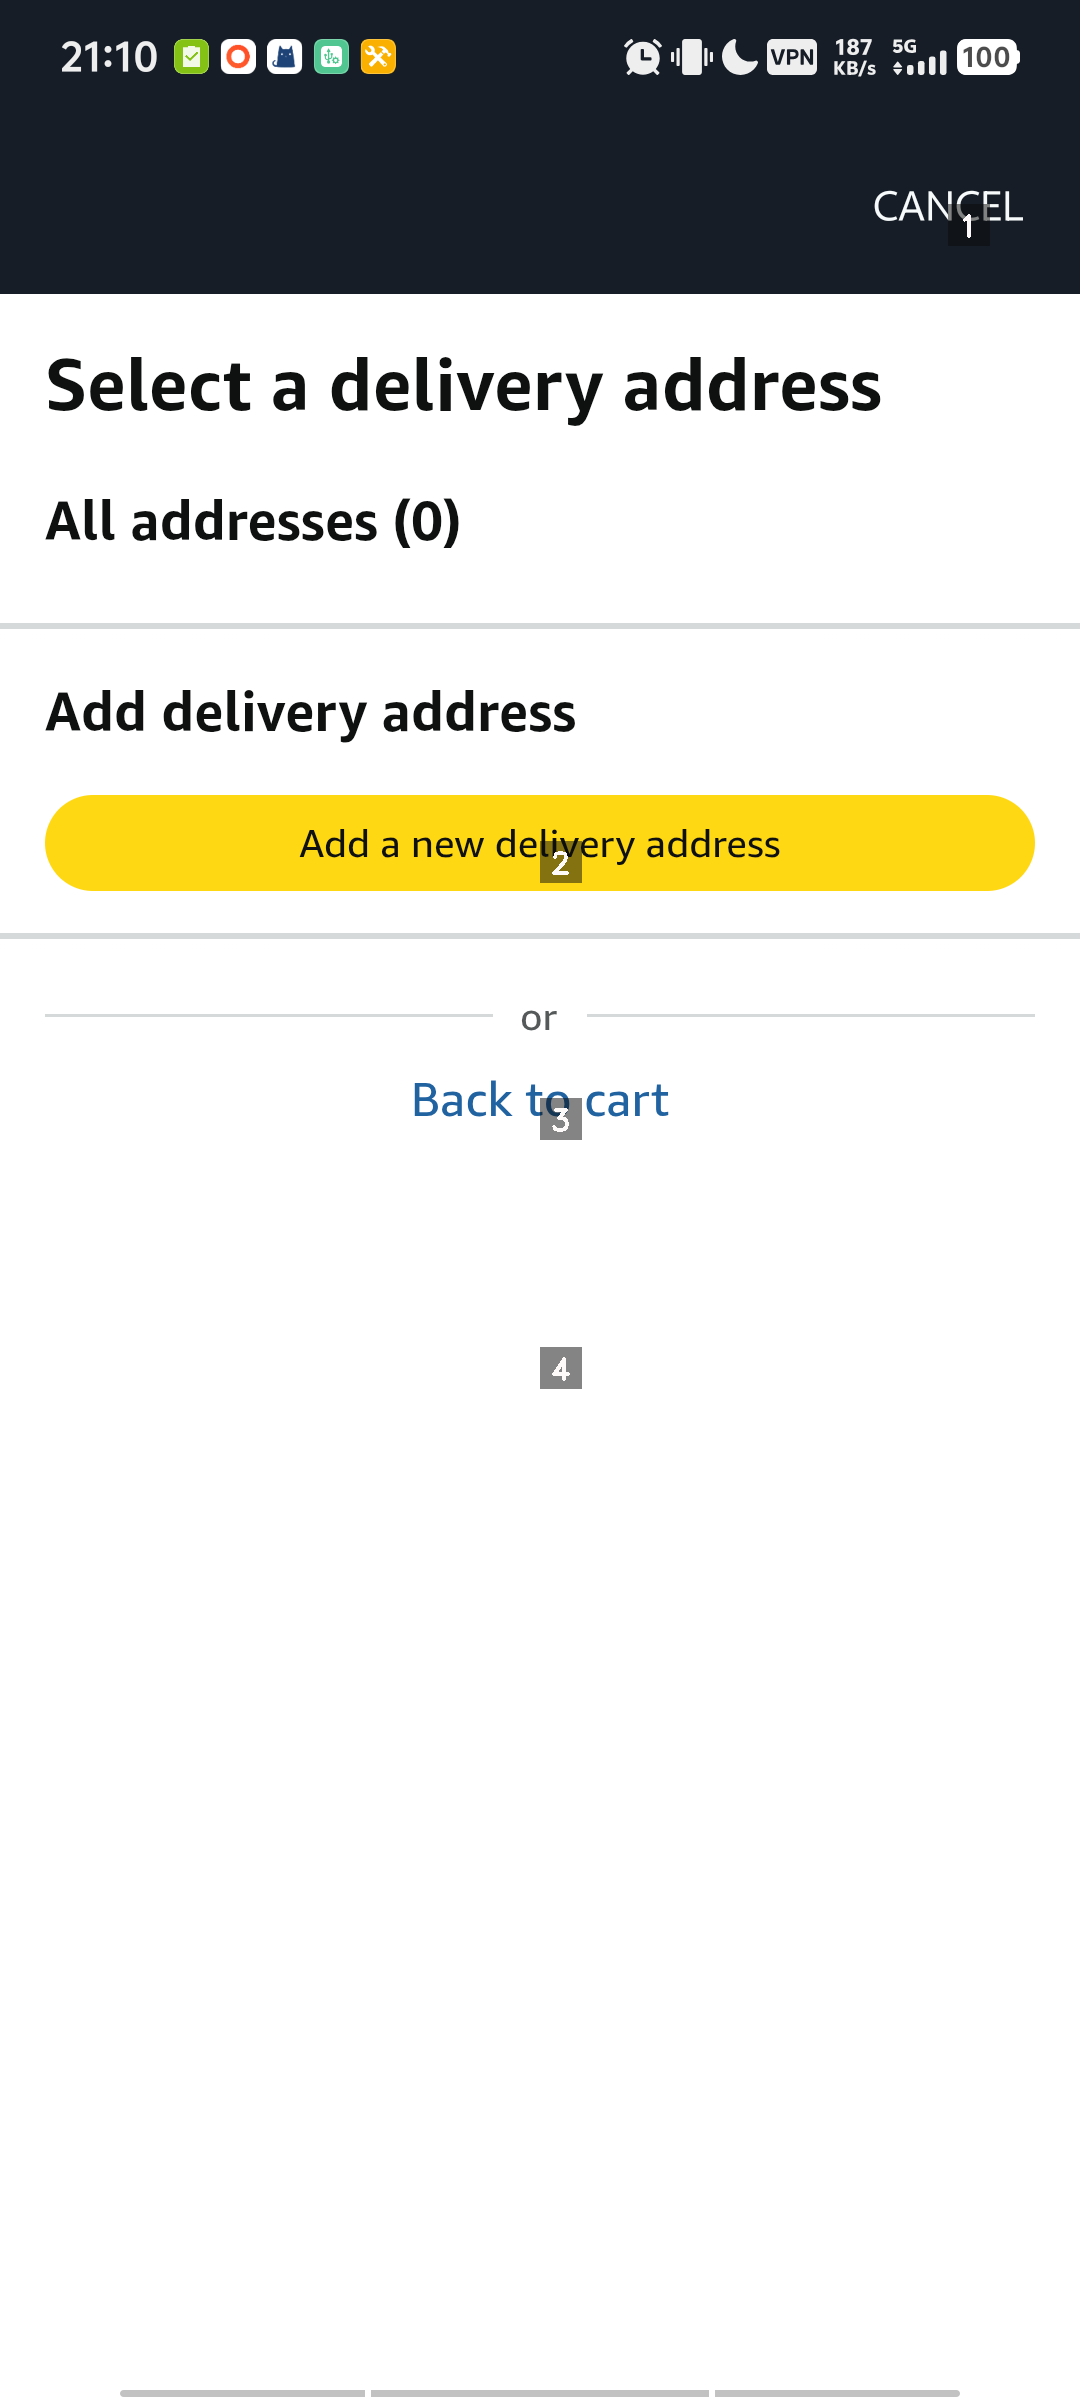 21:10
VPN
187
KB/s
5G
100
CANCEL
1
Select a delivery address
All addresses (0)
Add delivery address
Add a new delivery address
2
or
Back to cart
3
4